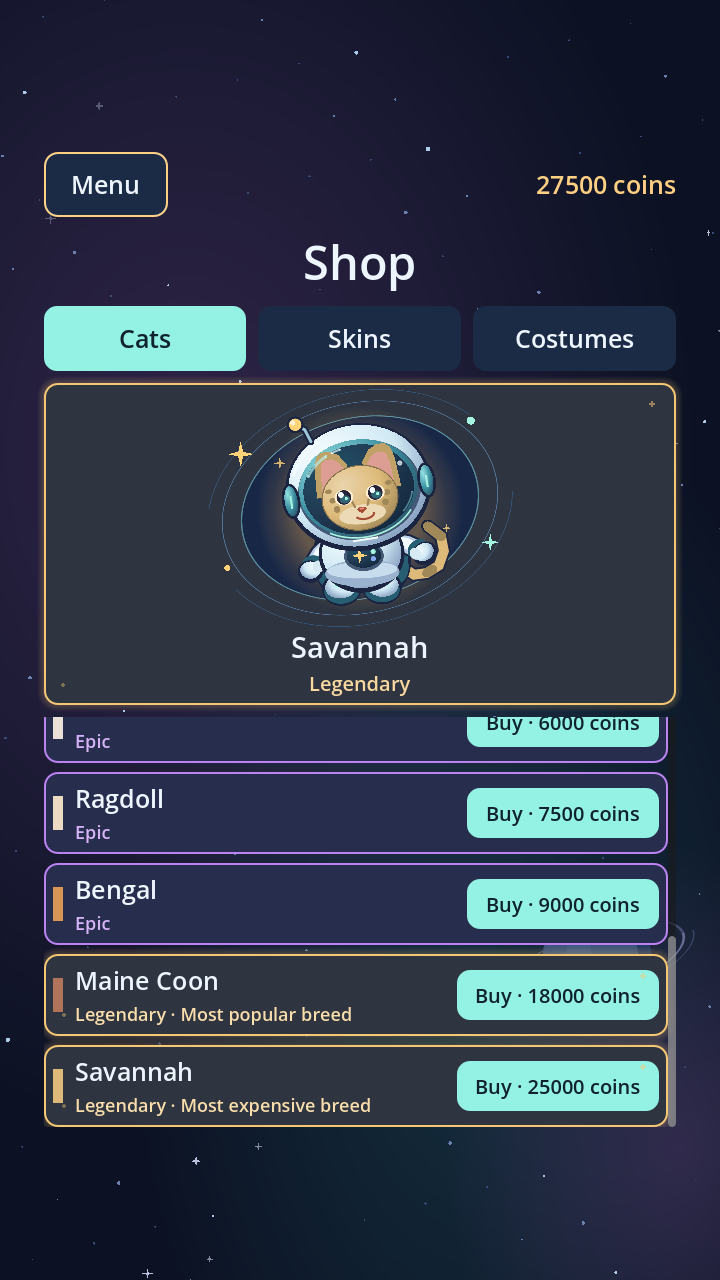 Menu
27500 coins
Shop
Cats
Skins
Costumes
Savannah
Legendary
Buy · 6000 coins
Epic
Ragdoll
Epic
Buy · 7500 coins
Bengal
Epic
Buy · 9000 coins
Maine Coon
Legendary · Most popular breed
Buy · 18000 coins
Savannah
Legendary · Most expensive breed
Buy · 25000 coins